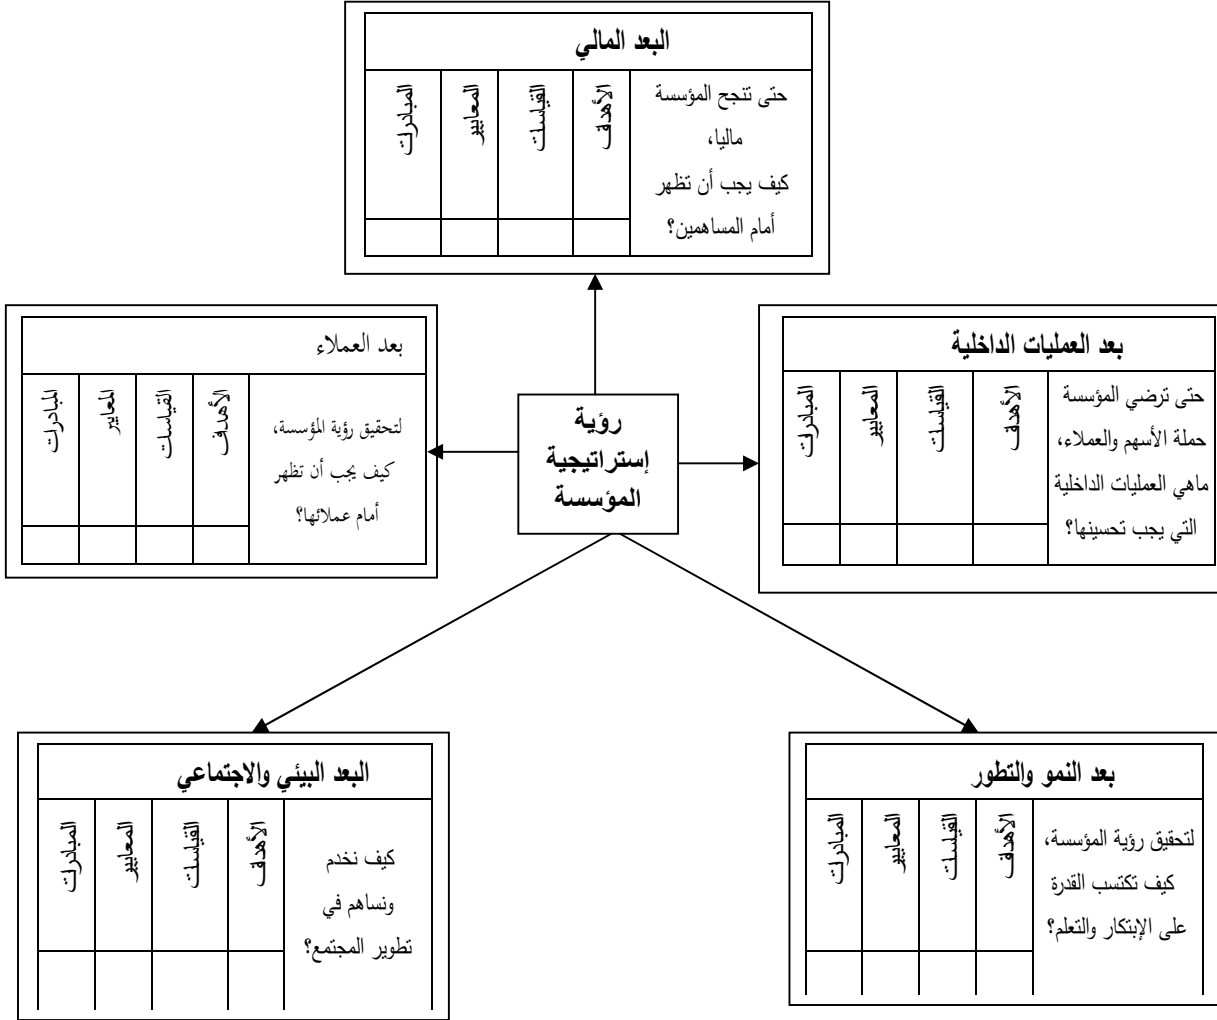 البعد المالي
حتى تنجح المؤسسة
ماليا،
كيف يجب أن تظهر
أمام المساهمين؟
الأهداف
القياسات
المعايير
المبادرات
بعد العمليات الداخلية
حتى ترضي المؤسسة
حملة الأسهم والعملاء،
ماهي العمليات الداخلية
التي يجب تحسينها؟
الأهداف
القياسات
المعايير
المبادرات
رؤية
إستراتيجية
المؤسسة
بعد العملاء
لتحقيق رؤية المؤسسة،
كيف يجب أن تظهر
أمام عملائها؟
الأهداف
القياسات
المعايير
المبادرات
بعد النمو والتطور
لتحقيق رؤية المؤسسة،
كيف تكتسب القدرة
على الإبتكار والتعلم؟
الأهداف
القياسات
المعايير
المبادرات
البعد البيئي والاجتماعي
كيف نخدم
ونساهم في
تطوير المجتمع؟
الأهداف
القياسات
المعايير
المبادرات